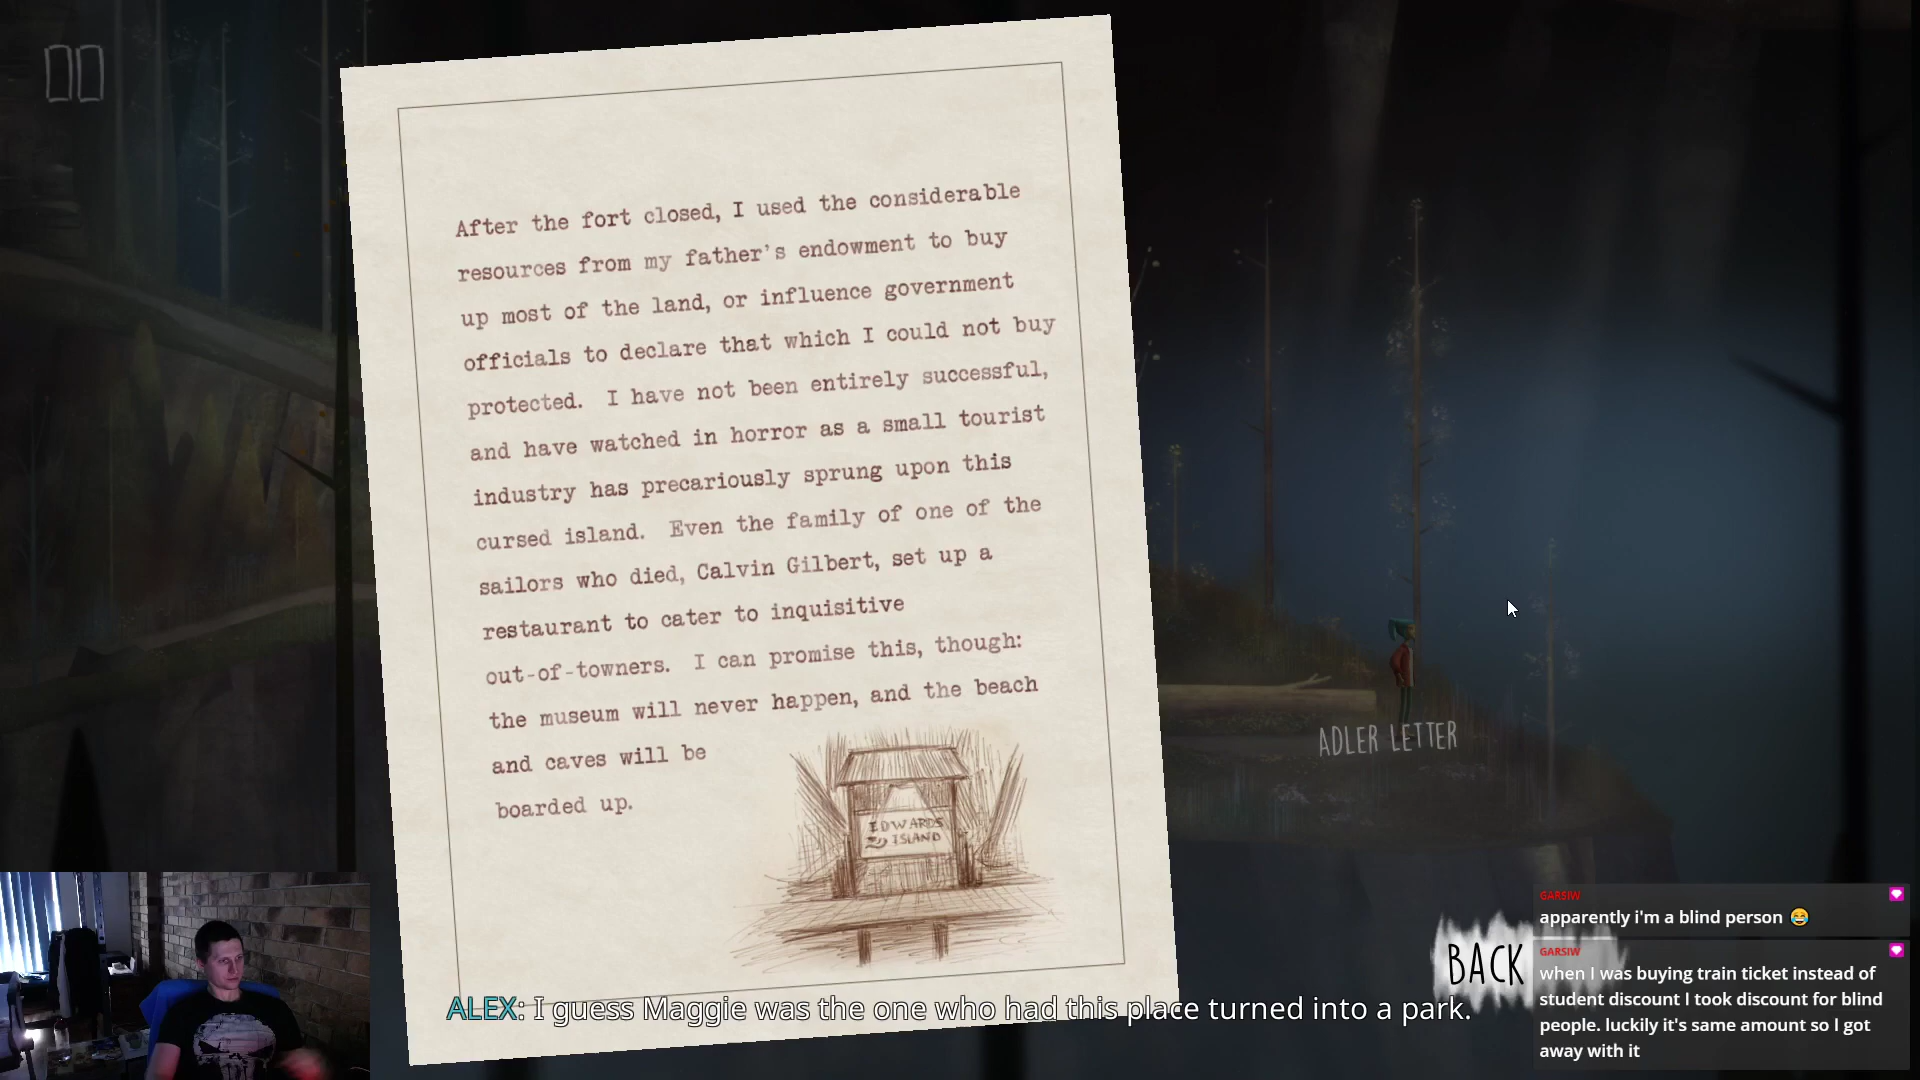 After the fort closed, I used the considerable
resources from my father's endowment to buy
up most of the land, or influence government
officials to declare that which I could not buy
protected. I have not been entirely successful,
and have watched in horror as a small tourist
industry has precariously sprung upon this
cursed island. Even the family of one of the
sailors who died, Calvin Gilbert, set up a
restaurant to cater to inquisitive
out-of-towners. I can promise this, though:
the museum will never happen, and the beach
and caves will be
boarded up.
EDWARDS
ISLAND
ADLER LETTER
BACK
ALEX: I guess Maggie was the one who had this place turned into a park.
GARSIW
apparently i'm a blind person 😂
GARSIW
when I was buying train ticket instead of
student discount I took discount for blind
people. luckily it's same amount so I got
away with it